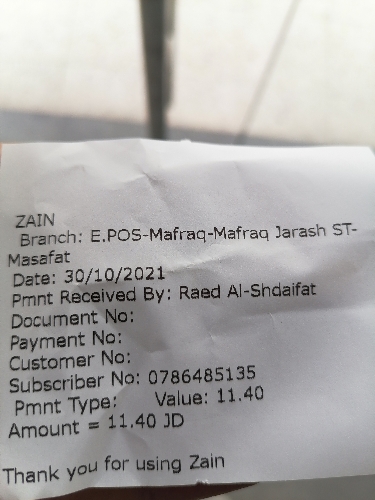 ZAIN
Branch: E.POS-Mafraq-Mafraq Jarash ST-
Masafat
Date: 30/10/2021
Pmnt Received By: Raed Al-Shdaifat
Document No:
Payment No:
Customer No:
Subscriber No: 0786485135
Pmnt Type: Value: 11.40
Amount = 11.40 JD
Thank you for using Zain